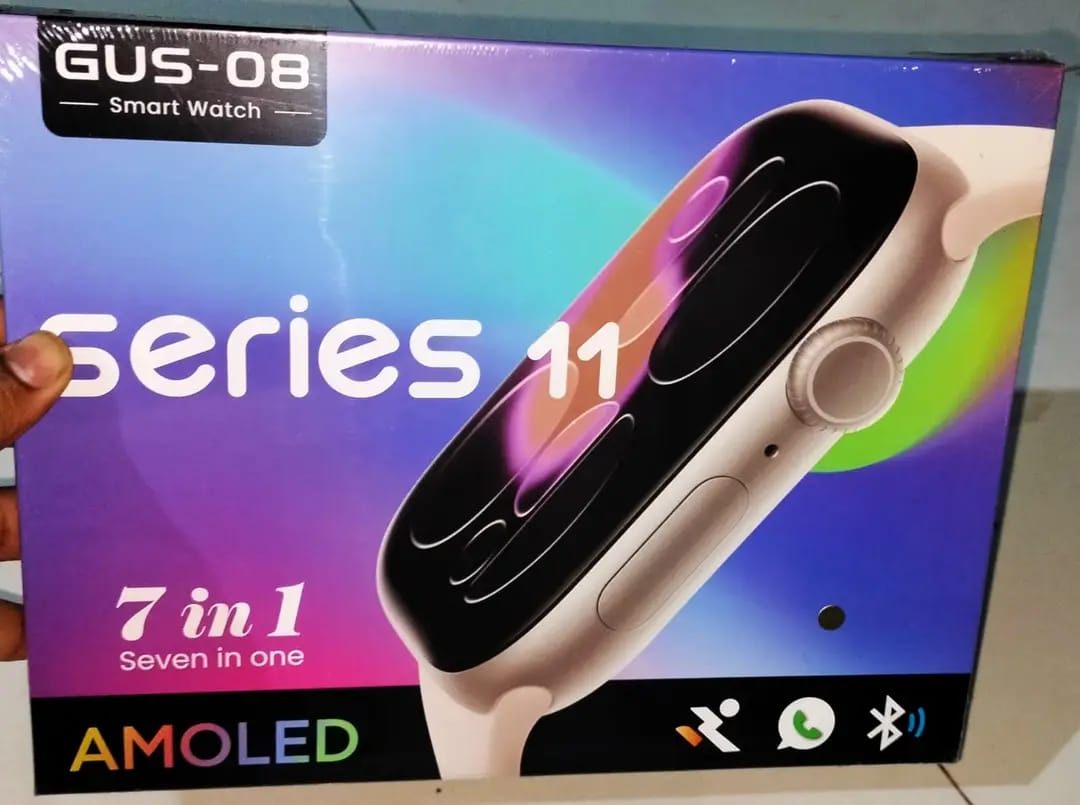 GUS-08
Smart Watch
series 11
7 in 1
Seven in one
AMOLED